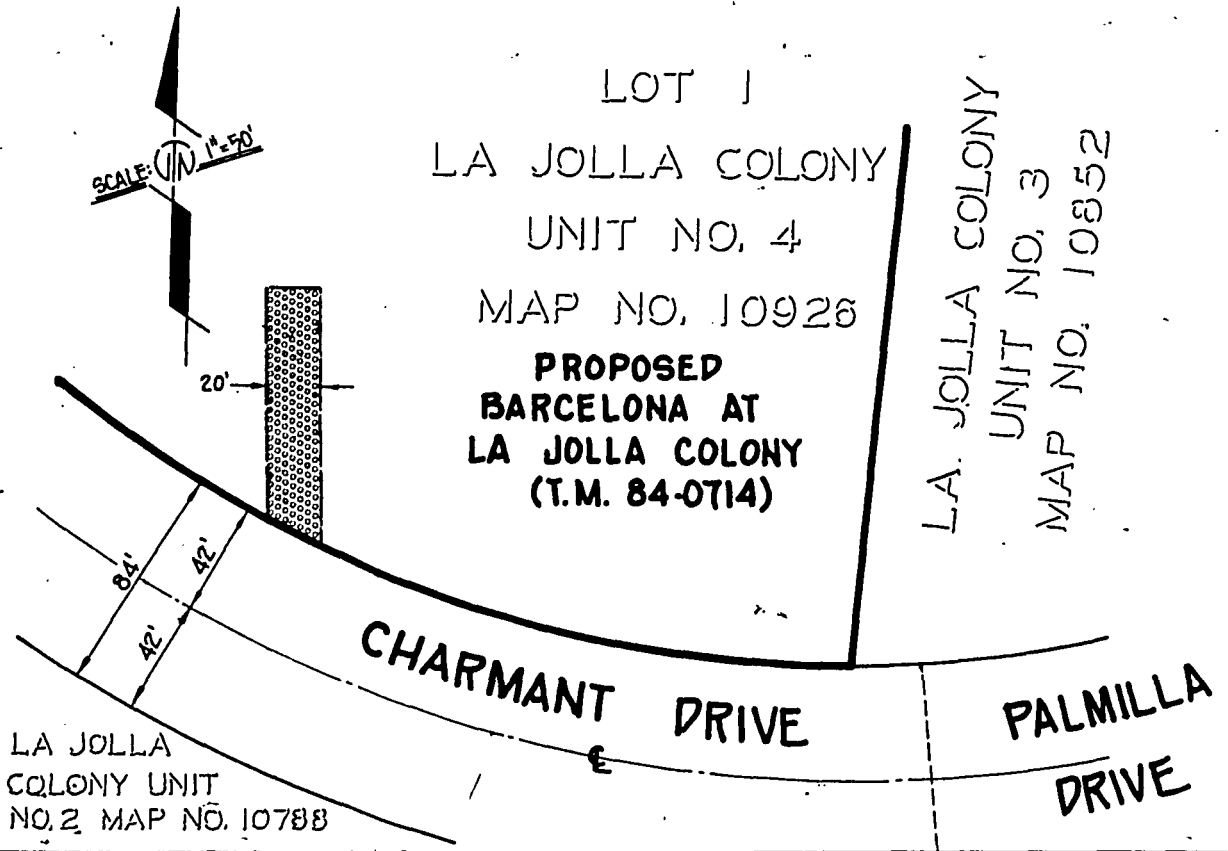 SCALE: 1"=50'
N
LOT 1
LA JOLLA COLONY
UNIT NO. 4
MAP NO. 10926
PROPOSED
BARCELONA AT
LA JOLLA COLONY
(T.M. 84-0714)
LA. JOLLA COLONY
UNIT NO. 3
MAP NO. 10852
20'
84'
42'
42'
CHARMANT DRIVE
℄
PALMILLA
DRIVE
LA JOLLA
COLONY UNIT
NO. 2 MAP NO. 10788